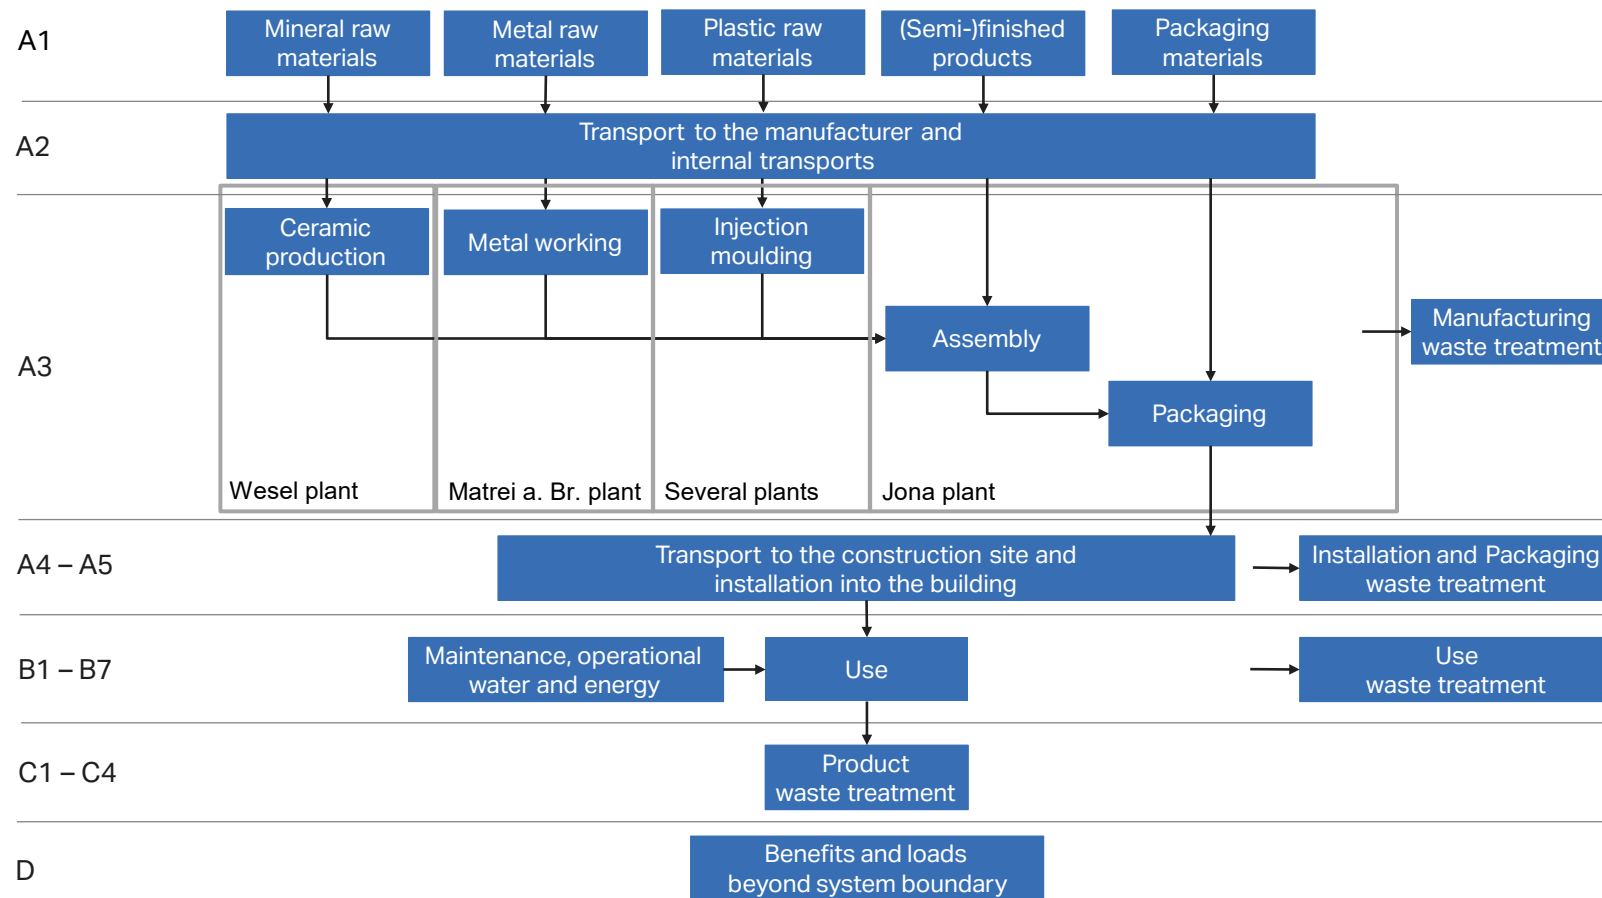 A1
Mineral raw
materials
Metal raw
materials
Plastic raw
materials
(Semi-)finished
products
Packaging
materials
A2
Transport to the manufacturer and
internal transports
A3
Ceramic
production
Metal working
Injection
moulding
Assembly
Packaging
Manufacturing
waste treatment
Wesel plant
Matrei a. Br. plant
Several plants
Jona plant
A4 – A5
Transport to the construction site and
installation into the building
Installation and Packaging
waste treatment
B1 – B7
Maintenance, operational
water and energy
Use
Use
waste treatment
C1 – C4
Product
waste treatment
D
Benefits and loads
beyond system boundary